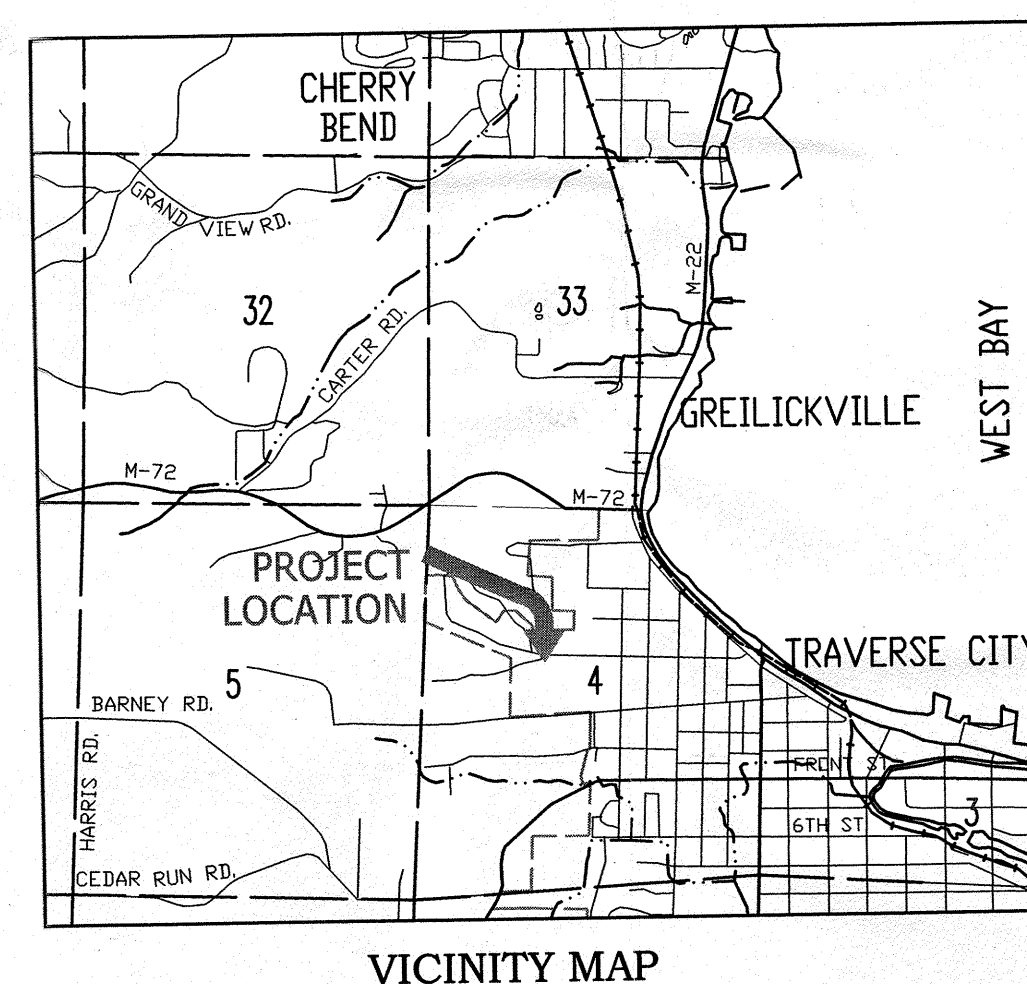 CHERRY
BEND
GRAND VIEW RD.
M-22
32
33
CARTER RD.
WEST BAY
GREILICKVILLE
M-72
M-72
PROJECT
LOCATION
TRAVERSE CITY
5
4
BARNEY RD.
HARRIS RD.
FRONT ST
3
6TH ST
CEDAR RUN RD.
VICINITY MAP